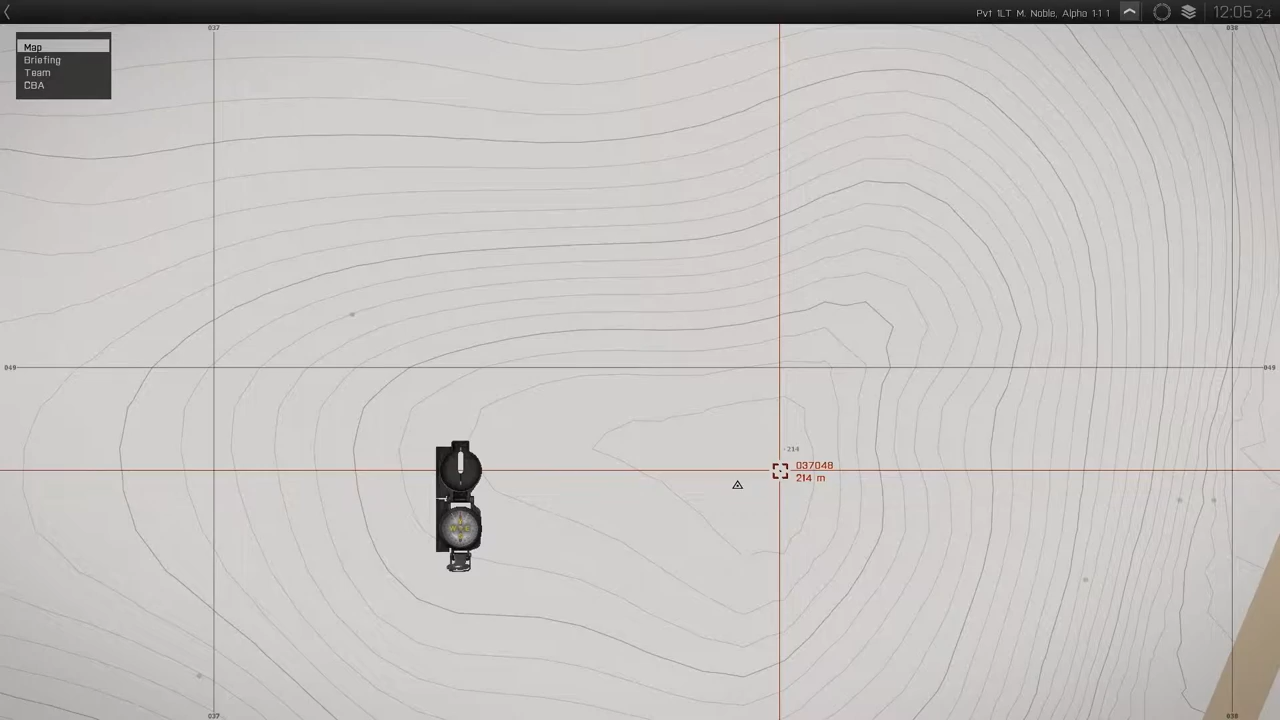 Pvt 1LT M. Noble, Alpha 1-1 1
12:05 24
037
038
Map
Briefing
Team
CBA
049
049
214
037048
214 m
037
038